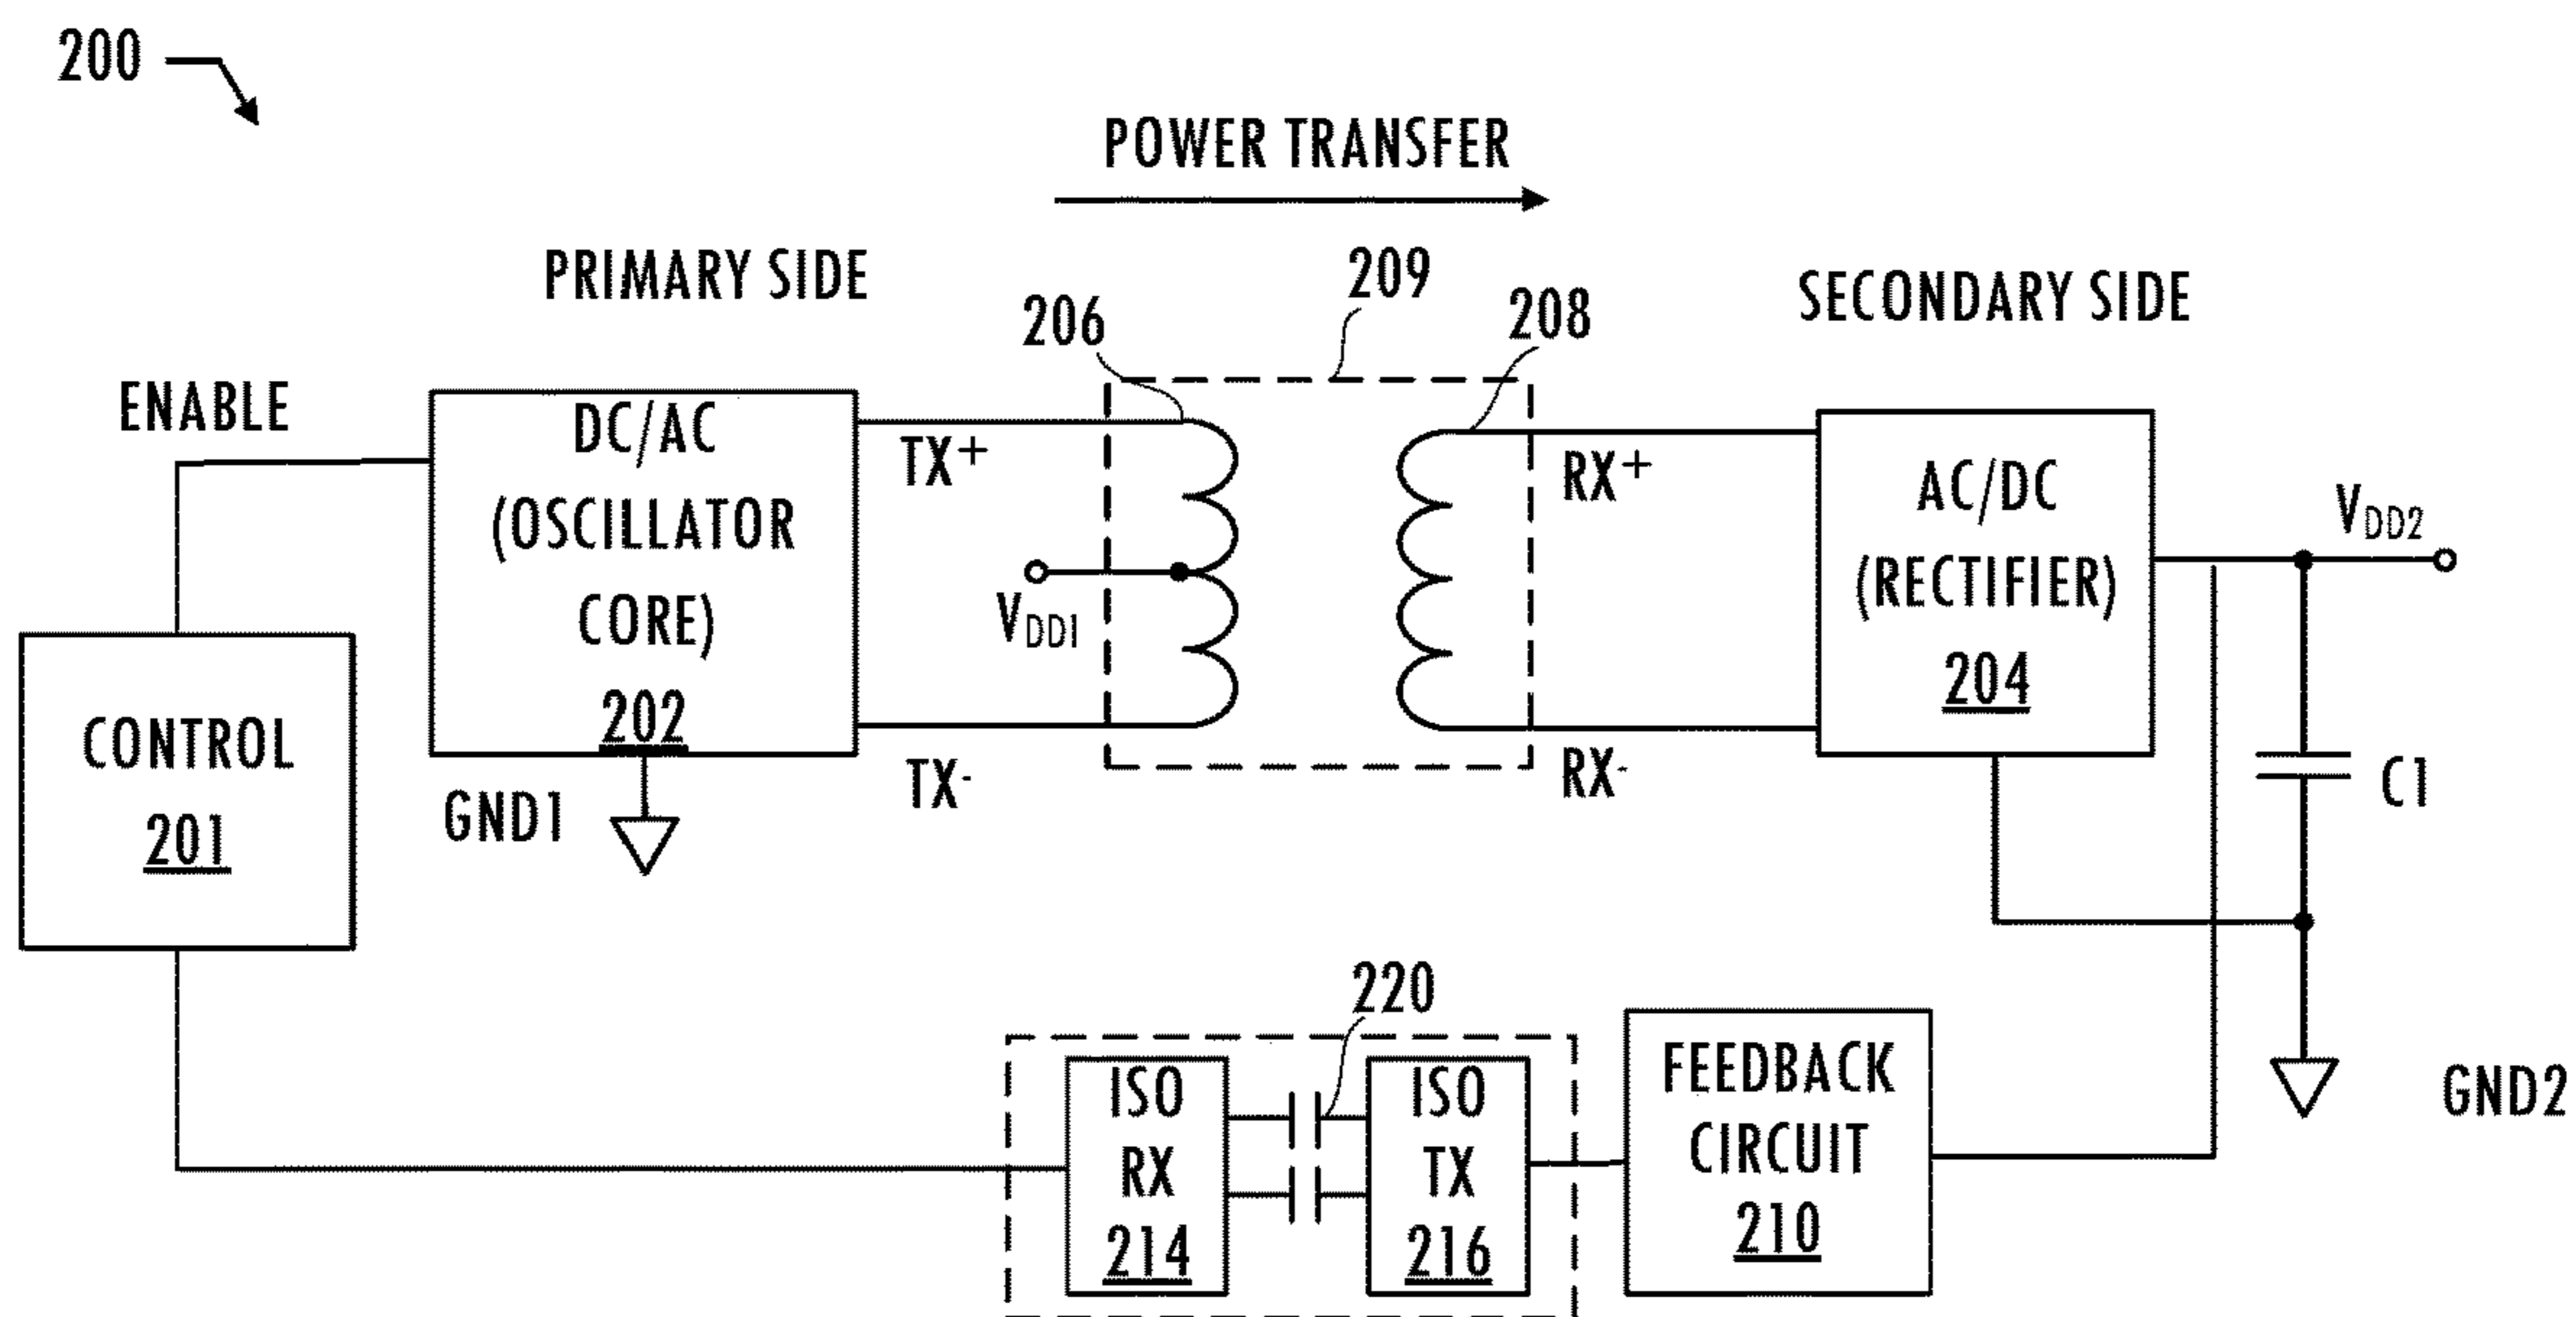 200
POWER TRANSFER
PRIMARY SIDE
209
SECONDARY SIDE
206
208
ENABLE
DC/AC
(OSCILLATOR
CORE)
202
TX+
TX-
VDD1
RX+
RX-
AC/DC
(RECTIFIER)
204
VDD2
CONTROL
201
GND1
C1
220
ISO
RX
214
ISO
TX
216
FEEDBACK
CIRCUIT
210
GND2